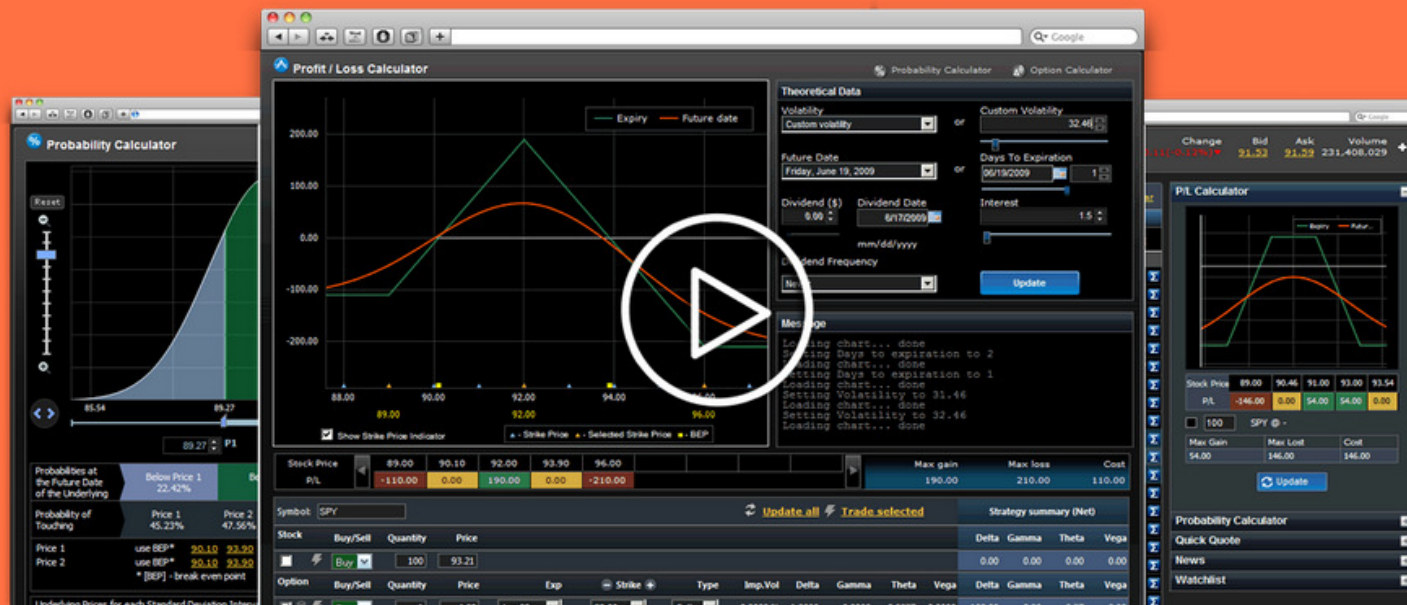 Google
Profit / Loss Calculator
Probability Calculator
Option Calculator
Expiry
Future date
200.00
100.00
0.00
-100.00
-200.00
88.00 90.00 92.00 94.00 96.00
89.00 92.00 96.00
Show Strike Price Indicator
- Strike Price - Selected Strike Price - BEP
Theoretical Data
Volatility
Custom Volatility
Custom volatility
or
32.46
Future Date
Days To Expiration
Friday, June 19, 2009
or
06/19/2009
1
Dividend ($)
Dividend Date
Interest
0.00
6/17/2009
1.5
mm/dd/yyyy
Dividend Frequency
Update
Message
Loading chart... done
Setting Days to expiration to 2
Loading chart... done
Setting Days to expiration to 1
Loading chart... done
Setting Volatility to 31.46
Loading chart... done
Setting Volatility to 32.46
Loading chart... done
Stock Price 89.00 90.10 92.00 93.90 96.00
P/L -110.00 0.00 190.00 0.00 -210.00
Max gain Max loss Cost
190.00 210.00 110.00
Symbol: SPY
Update all
Trade selected
Strategy summary (Net)
Stock Buy/Sell Quantity Price
Delta Gamma Theta Vega
Buy 100 93.21
0.00 0.00 0.00 0.00
Option Buy/Sell Quantity Price Exp Strike Type Imp.Vol Delta Gamma Theta Vega Delta Gamma Theta Vega
Probability Calculator
Reset
85.54 89.27
89.27 P1
Probabilities at
the Future Date
of the Underlying
Below Price 1
22.42%
Probability of
Touching
Price 1 Price 2
45.23% 47.56%
Price 1 use BEP* 90.10 93.90
Price 2 use BEP* 90.10 93.90
* [BEP] - break even point
Underlying Prices for each Standard Deviation
Google
Change Bid Ask Volume
91.53 91.59 231,408,029
P/L Calculator
Expiry
Futur...
Stock Price 89.00 90.46 91.00 93.00 93.54
P/L -146.00 0.00 54.00 54.00 0.00
100 SPY @ -
Max Gain Max Lost Cost
54.00 146.00 146.00
Update
Probability Calculator
Quick Quote
News
Watchlist